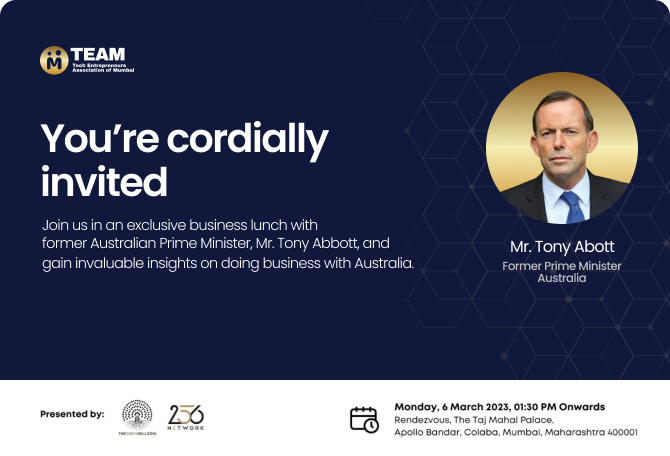 TEAM
Tech Entrepreneurs
Association of Mumbai
You're cordially
invited
Join us in an exclusive business lunch with
former Australian Prime Minister, Mr. Tony Abbott, and
gain invaluable insights on doing business with Australia.
Mr. Tony Abott
Former Prime Minister
Australia
Presented by:
THEGREENBILLIONS
256
NETWORK
Monday, 6 March 2023, 01:30 PM Onwards
Rendezvous, The Taj Mahal Palace,
Apollo Bandar, Colaba, Mumbai, Maharashtra 400001